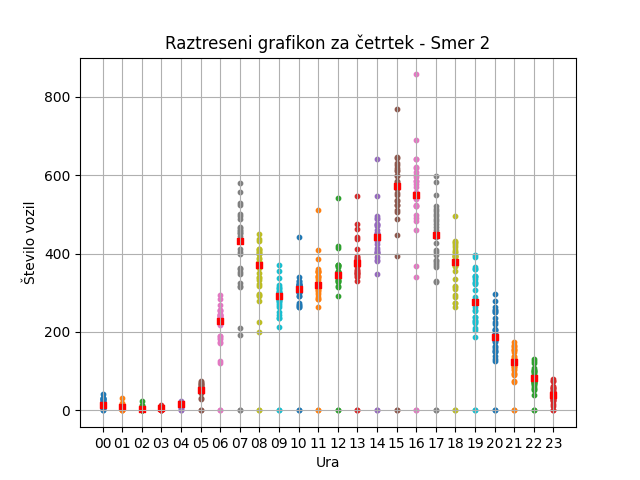 Raztreseni grafikon za četrtek - Smer 2
Število vozil
800
600
400
200
0
00 01 02 03 04 05 06 07 08 09 10 11 12 13 14 15 16 17 18 19 20 21 22 23
Ura